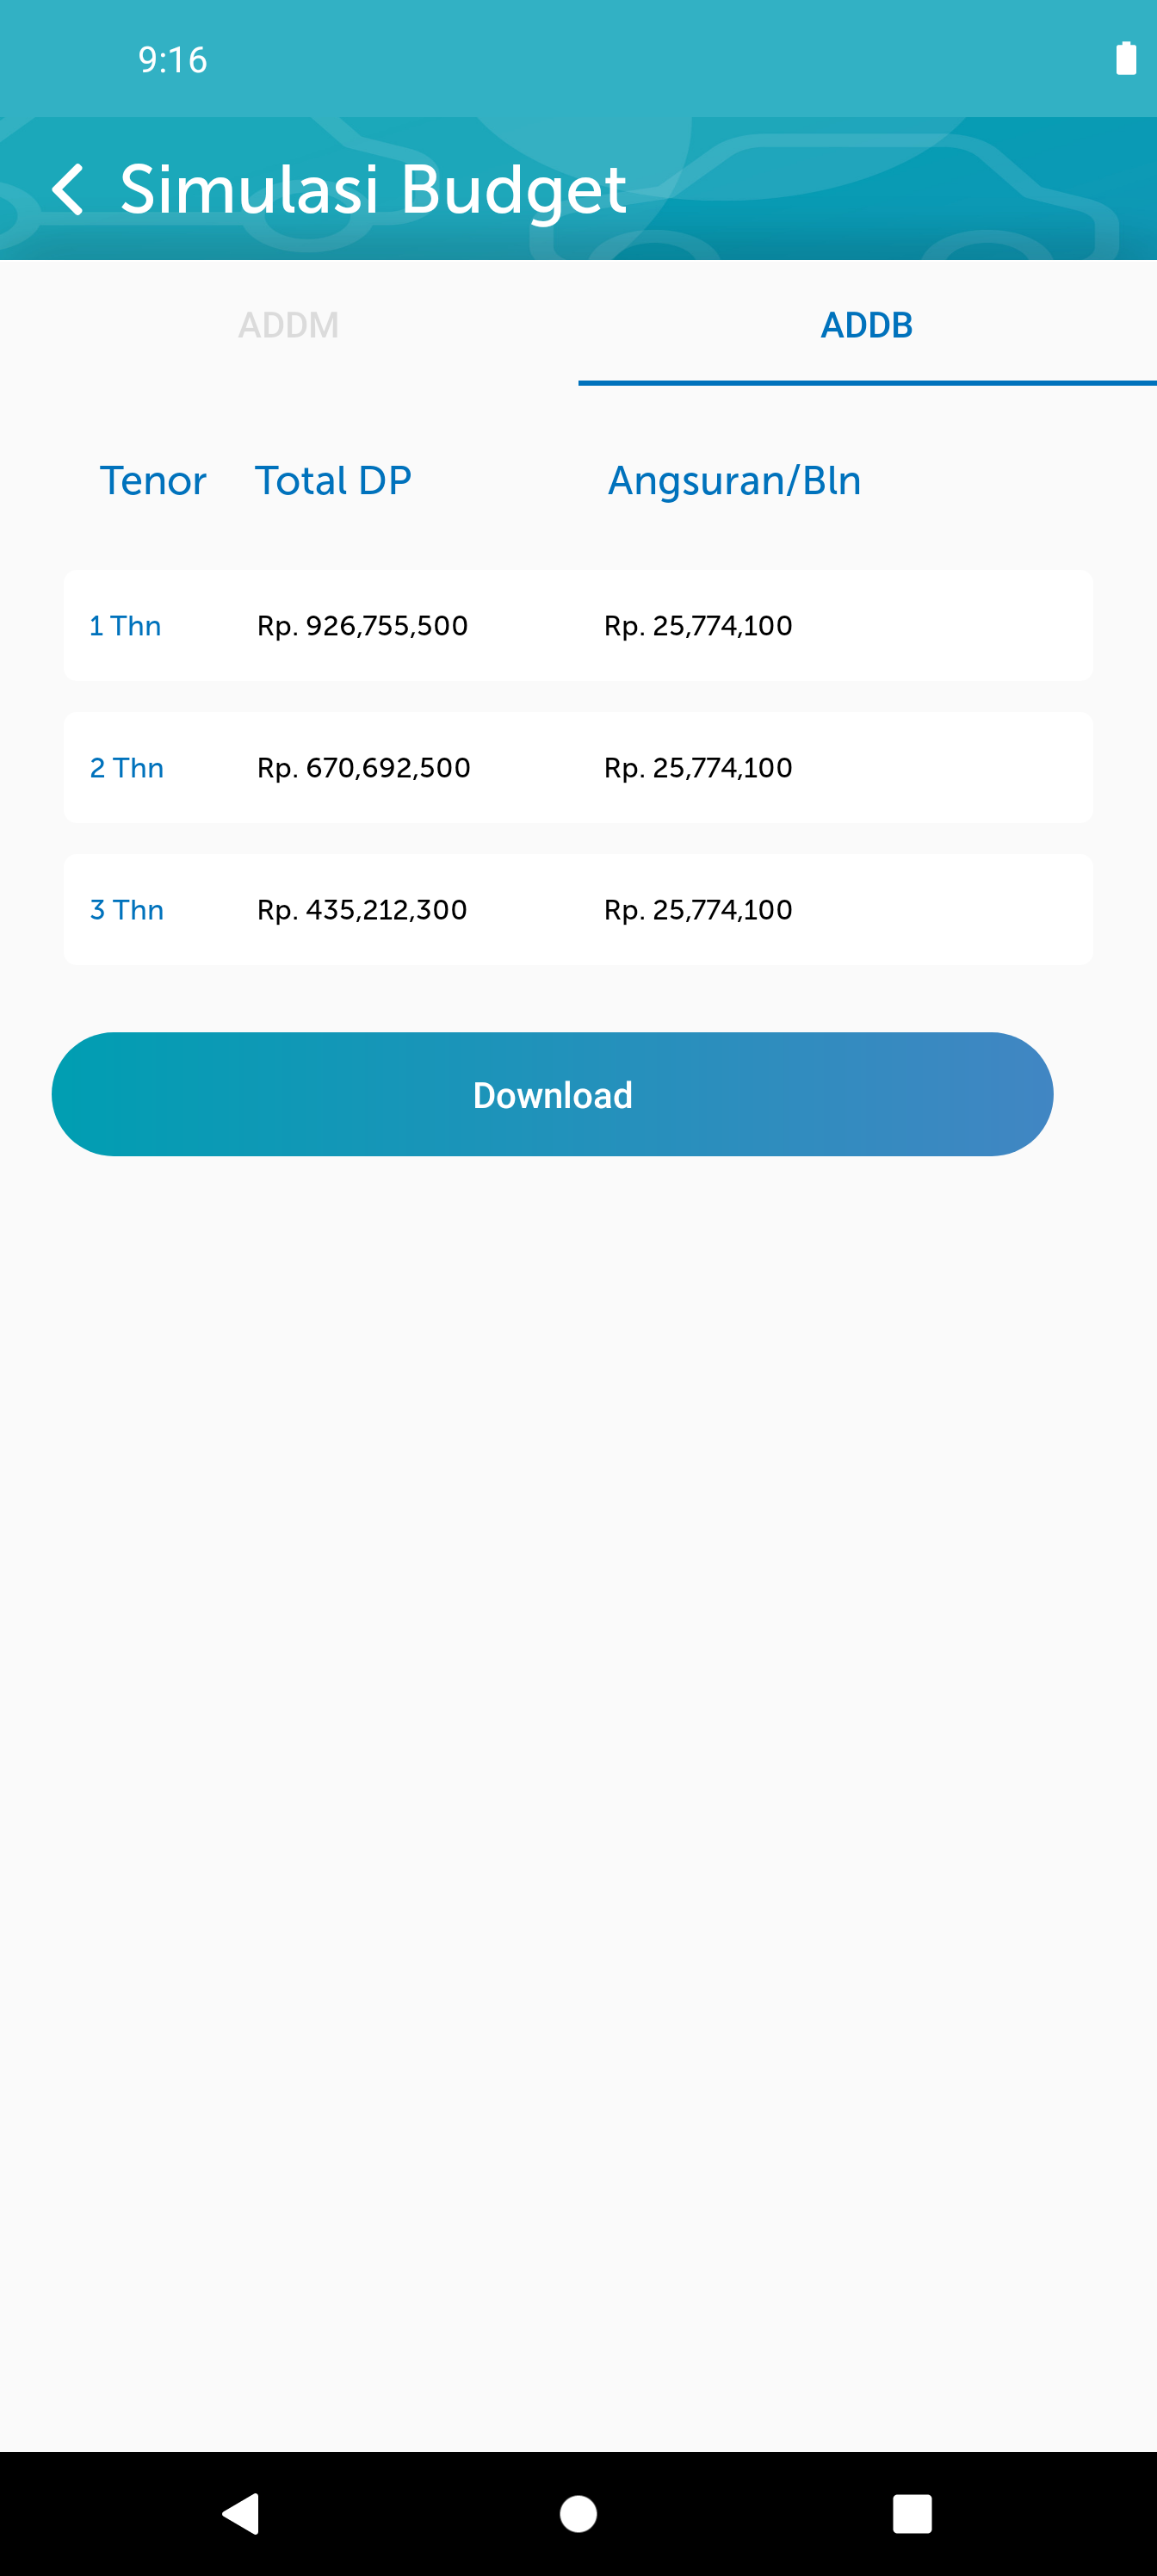 9:16
Simulasi Budget
ADDM ADDB
Tenor Total DP Angsuran/Bln
1 Thn Rp. 926,755,500 Rp. 25,774,100
2 Thn Rp. 670,692,500 Rp. 25,774,100
3 Thn Rp. 435,212,300 Rp. 25,774,100
Download